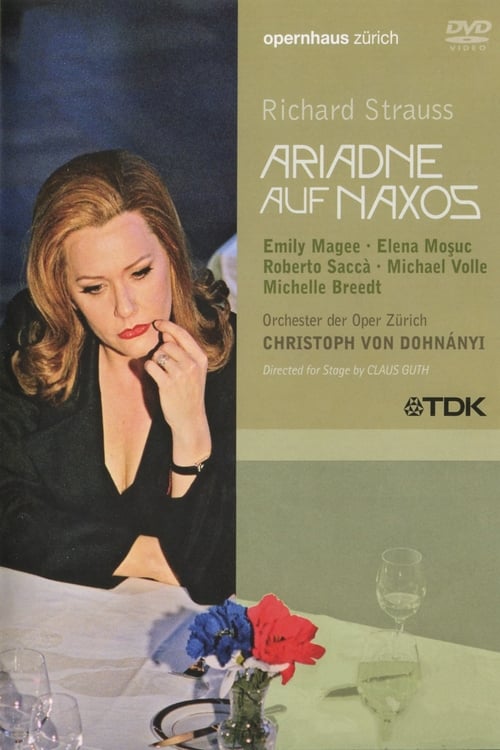 opernhaus zürich
DVD
VIDEO
Richard Strauss
ARIADNE
AUF NAXOS
Emily Magee · Elena Moşuc
Roberto Saccà · Michael Volle
Michelle Breedt
Orchester der Oper Zürich
CHRISTOPH VON DOHNÁNYI
Directed for Stage by CLAUS GUTH
TDK